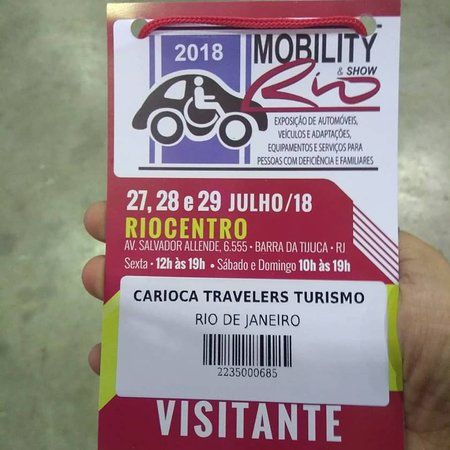 2018
MOBILITY
& SHOW
Rio
EXPOSIÇÃO DE AUTOMÓVEIS,
VEÍCULOS E ADAPTAÇÕES,
EQUIPAMENTOS E SERVIÇOS PARA
PESSOAS COM DEFICIÊNCIA E FAMILIARES
27, 28 e 29 JULHO/18
RIOCENTRO
AV. SALVADOR ALLENDE, 6.555 • BARRA DA TIJUCA • RJ
Sexta • 12h às 19h • Sábado e Domingo 10h às 19h
CARIOCA TRAVELERS TURISMO
RIO DE JANEIRO
2235000685
VISITANTE